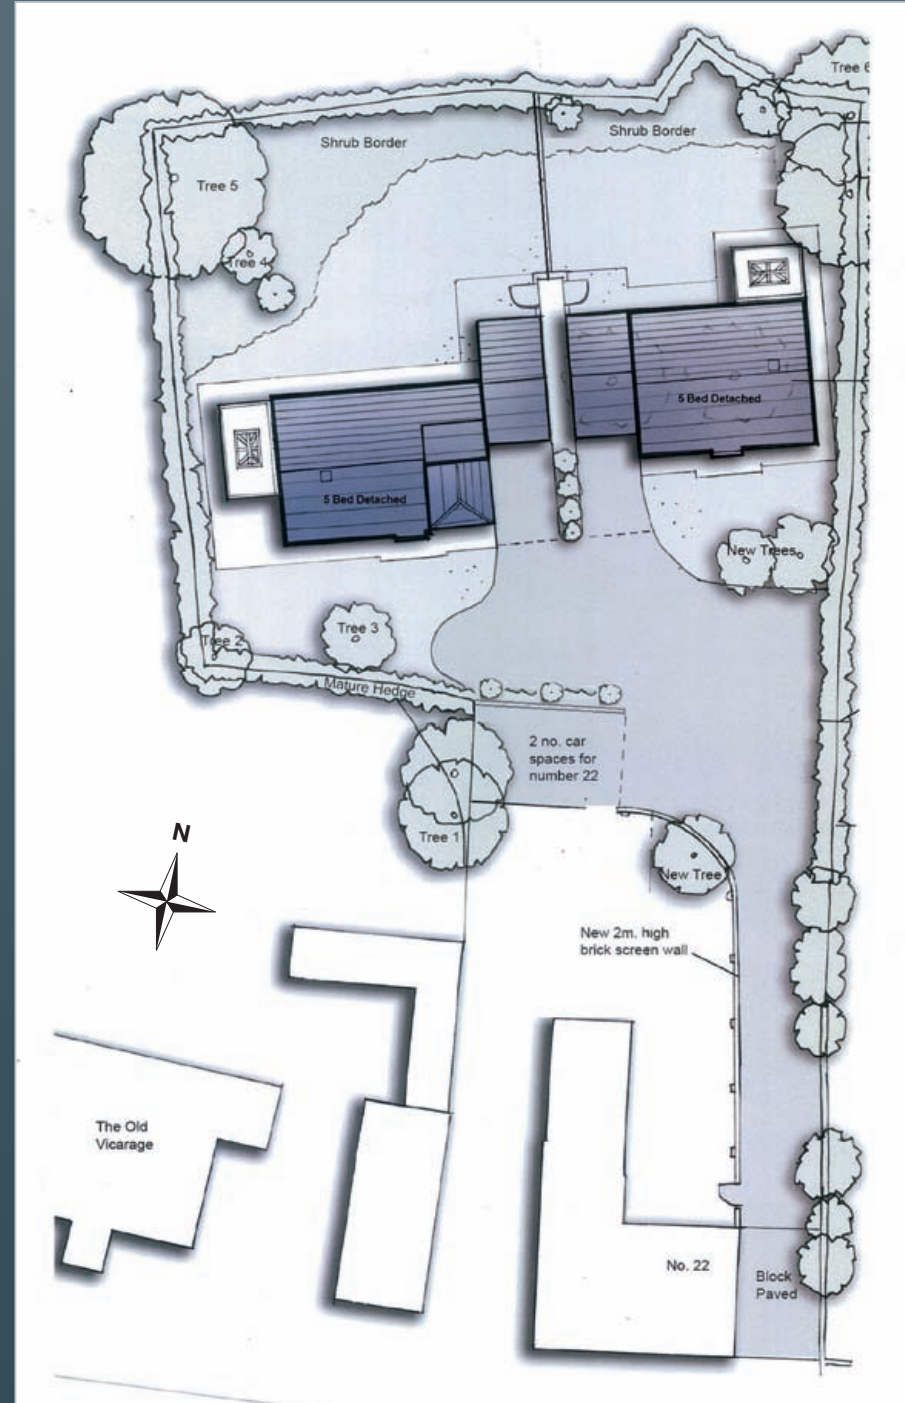 Tree 6
Shrub Border
Shrub Border
Tree 5
Tree 4
5 Bed Detached
5 Bed Detached
New Trees
Tree 2
Tree 3
Mature Hedge
2 no. car
spaces for
number 22
Tree 1
N
New Tree
New 2m. high
brick screen wall
The Old
Vicarage
No. 22
Block
Paved